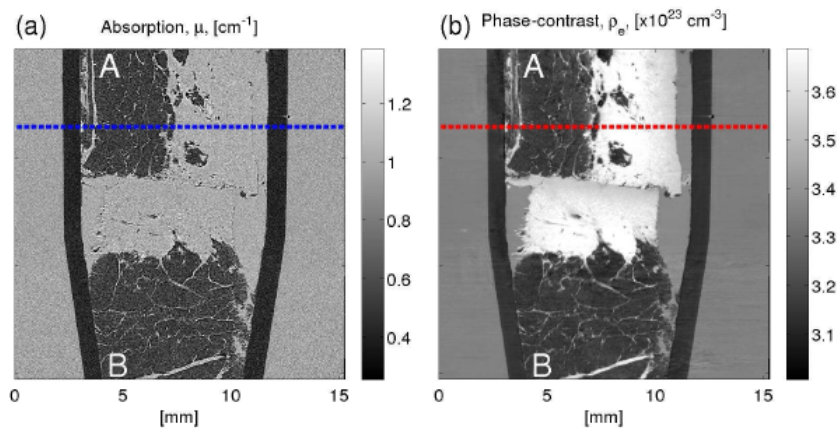 (a) Absorption, μ, [cm⁻¹]
A
B
1.2
1
0.8
0.6
0.4
0 5 10 15
[mm]
(b) Phase-contrast, ρₑ, [x10²³ cm⁻³]
A
B
3.6
3.5
3.4
3.3
3.2
3.1
0 5 10 15
[mm]